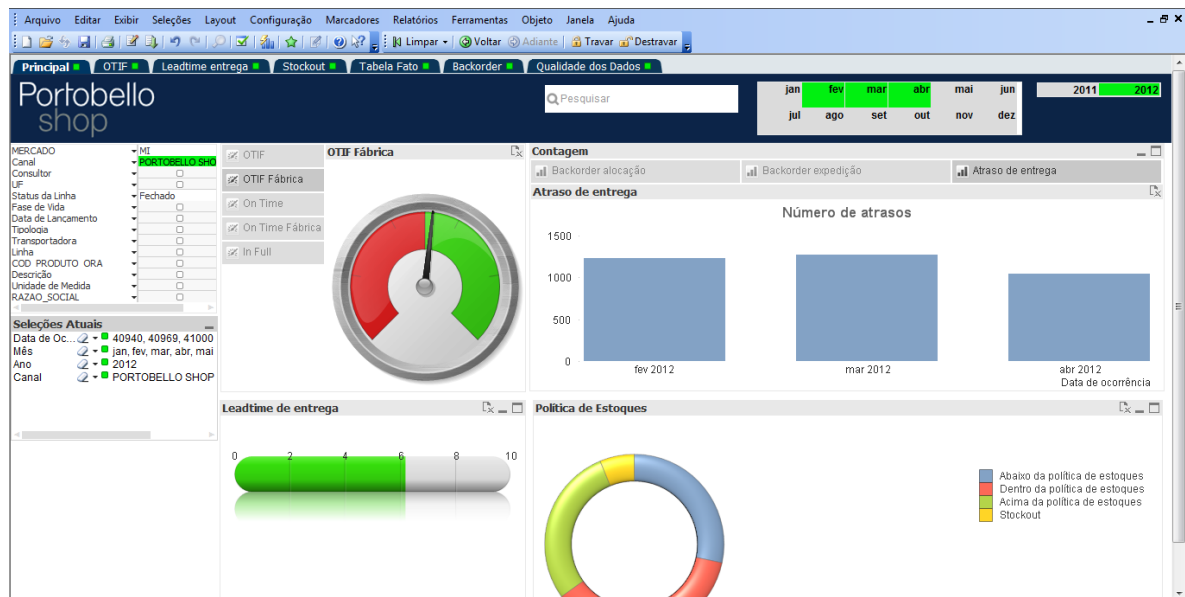 Arquivo Editar Exibir Seleções Layout Configuração Marcadores Relatórios Ferramentas Objeto Janela Ajuda
Limpar Voltar Adiante Travar Destravar
Principal OTIF Leadtime entrega Stockout Tabela Fato Backorder Qualidade dos Dados
Portobello
shop
Pesquisar
jan fev mar abr mai jun
jul ago set out nov dez
2011 2012
MERCADO MI
Canal PORTOBELLO SHO
Consultor
UF
Status da Linha Fechado
Fase de Vida
Data de Lançamento
Tipologia
Transportadora
Linha
COD PRODUTO ORA
Descrição
Unidade de Medida
RAZAO_SOCIAL
Seleções Atuais
Data de Oc... 40940, 40969, 41000
Mês jan, fev, mar, abr, mai
Ano 2012
Canal PORTOBELLO SHOP
OTIF
OTIF Fábrica
On Time
On Time Fábrica
In Full
OTIF Fábrica
Contagem
Backorder alocação Backorder expedição Atraso de entrega
Atraso de entrega
Número de atrasos
1500
1000
500
0
fev 2012 mar 2012 abr 2012
Data de ocorrência
Leadtime de entrega
0 2 4 6 8 10
Política de Estoques
Abaixo da política de estoques
Dentro da política de estoques
Acima da política de estoques
Stockout